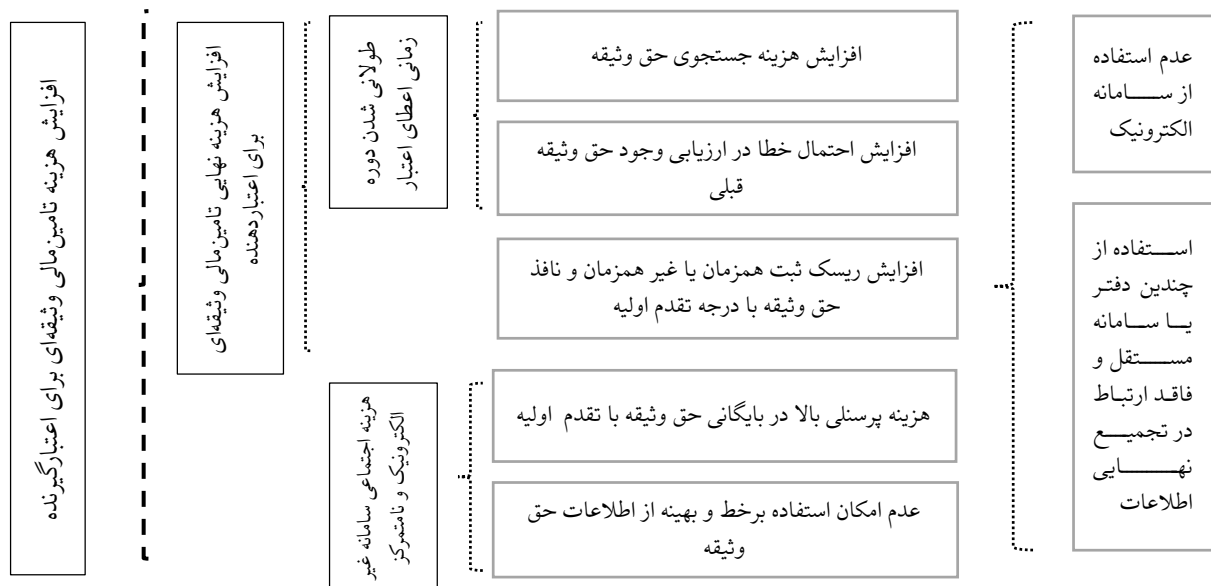 عدم استفاده
از سامانه
الکترونیک
استفاده از
چندین دفتر
یا سامانه
مستقل و
فاقد ارتباط
در تجمیع
نهایی
اطلاعات
افزایش هزینه جستجوی حق وثیقه
افزایش احتمال خطا در ارزیابی وجود حق وثیقه
قبلی
افزایش ریسک ثبت همزمان یا غیر همزمان و نافذ
حق وثیقه با درجه تقدم اولیه
هزینه پرسنلی بالا در بایگانی حق وثیقه با تقدم اولیه
عدم امکان استفاده برخط و بهینه از اطلاعات حق
وثیقه
طولانی شدن دوره
زمانی اعطای اعتبار
هزینه اجتماعی سامانه غیر
الکترونیک و نامتمرکز
افزایش هزینه نهایی تامین‌مالی وثیقه‌ای
برای اعتباردهنده
افزایش هزینه تامین‌مالی وثیقه‌ای برای اعتبارگیرنده